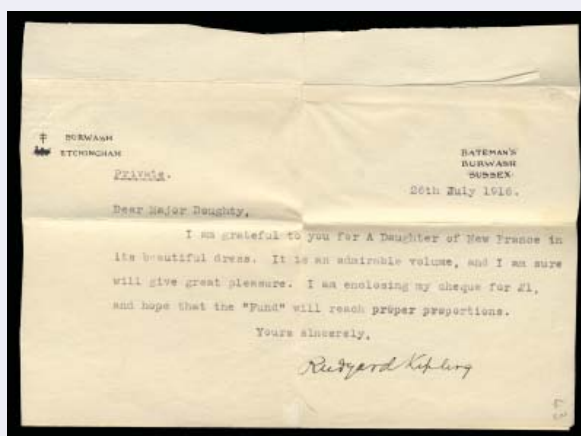 BURWASH
ETCHINGHAM
BATEMAN'S
BURWASH
SUSSEX.
Private.
26th July 1916.
Dear Major Doughty,
I am grateful to you for A Daughter of New France in
its beautiful dress. It is an admirable volume, and I am sure
will give great pleasure. I am enclosing my cheque for £1,
and hope that the "Fund" will reach proper proportions.
Yours sincerely,
Rudyard Kipling